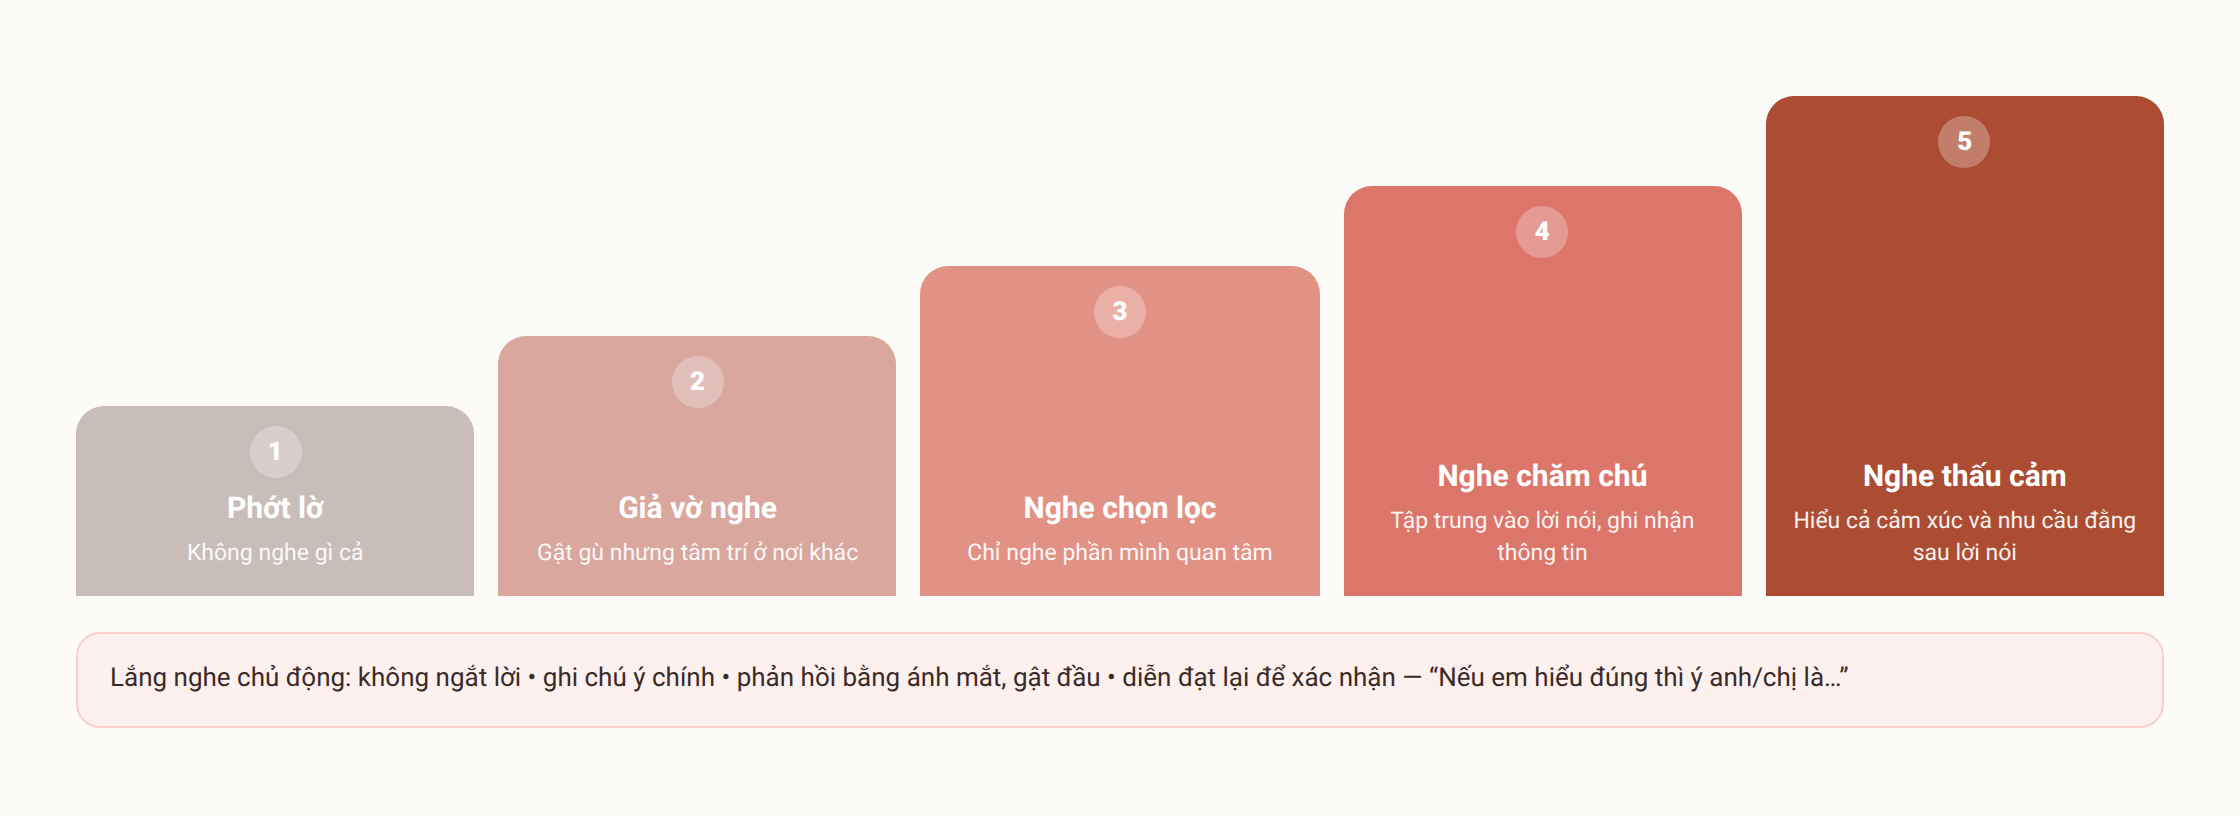 1
Phớt lờ
Không nghe gì cả
2
Giả vờ nghe
Gật gù nhưng tâm trí ở nơi khác
3
Nghe chọn lọc
Chỉ nghe phần mình quan tâm
4
Nghe chăm chú
Tập trung vào lời nói, ghi nhận
thông tin
5
Nghe thấu cảm
Hiểu cả cảm xúc và nhu cầu đằng
sau lời nói
Lắng nghe chủ động: không ngắt lời • ghi chú ý chính • phản hồi bằng ánh mắt, gật đầu • diễn đạt lại để xác nhận — “Nếu em hiểu đúng thì ý anh/chị là…”